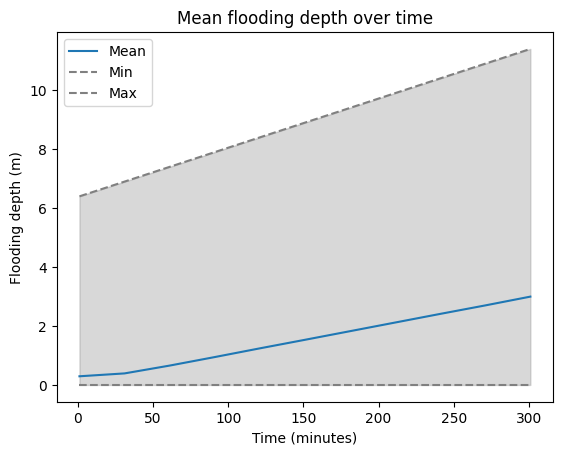 Mean flooding depth over time
Mean
Min
Max
Flooding depth (m)
10
8
6
4
2
0
0 50 100 150 200 250 300
Time (minutes)